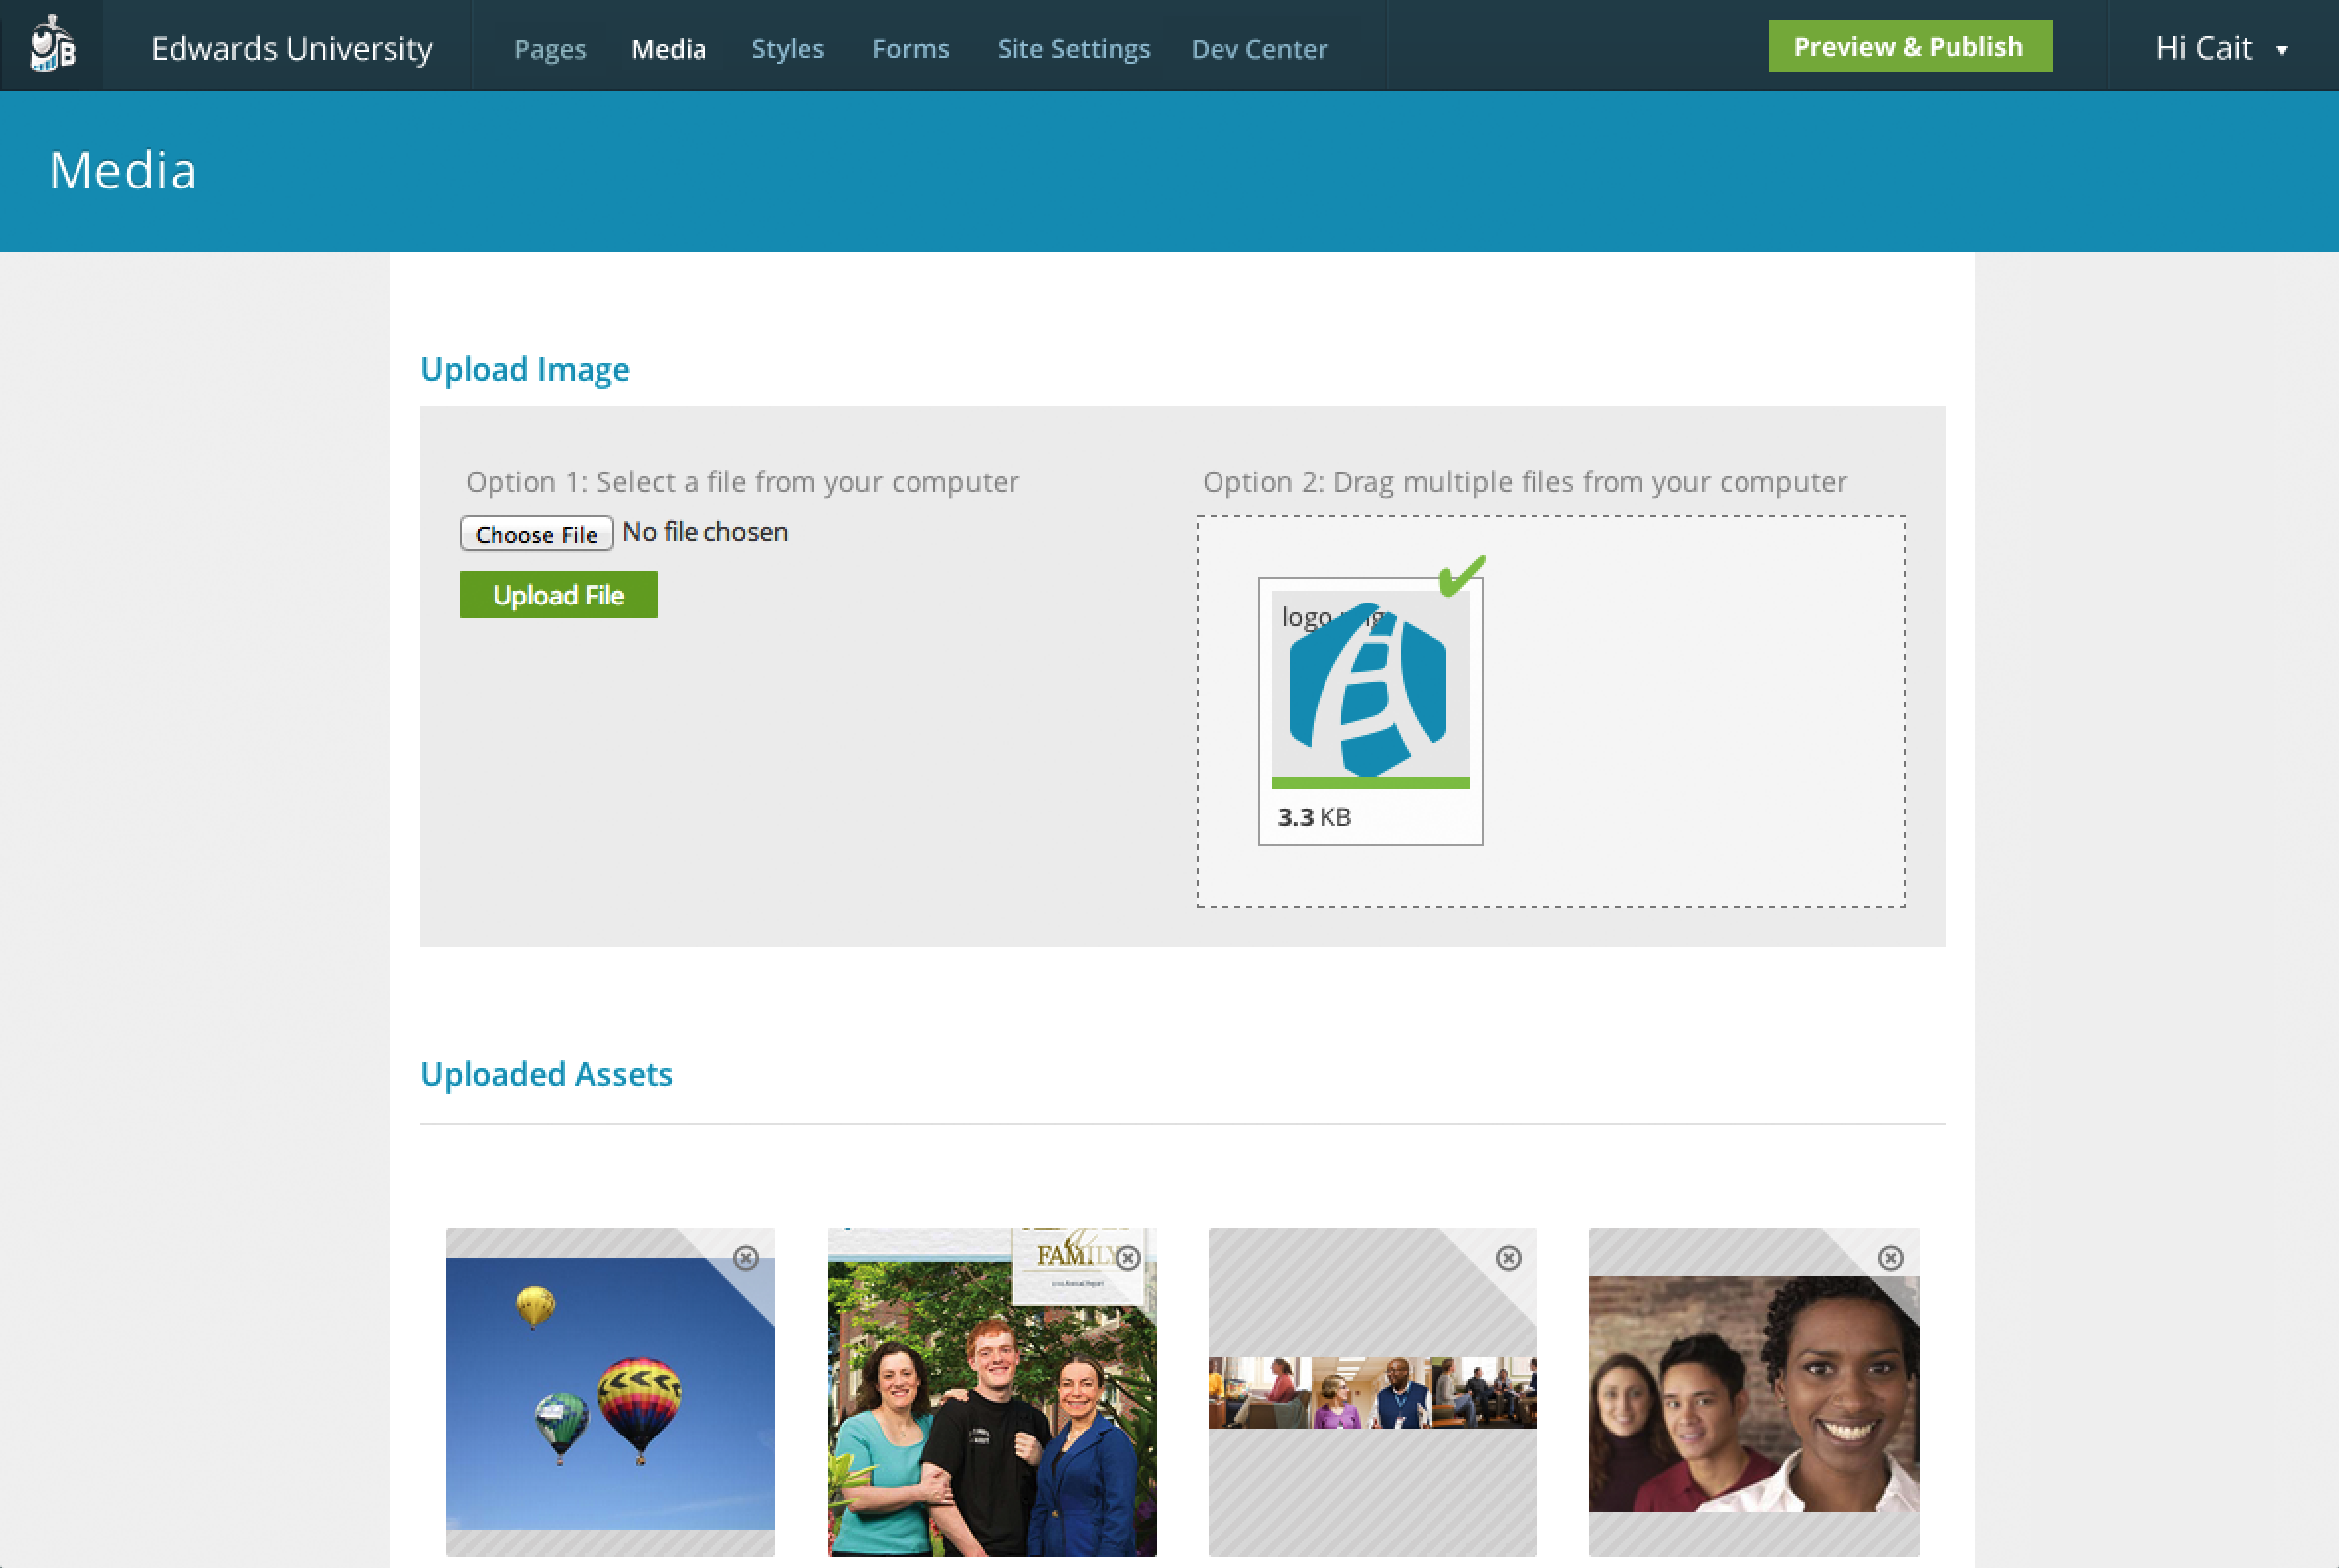 B
Edwards University
Pages
Media
Styles
Forms
Site Settings
Dev Center
Preview & Publish
Hi Cait
Media
Upload Image
Option 1: Select a file from your computer
Choose File No file chosen
Upload File
Option 2: Drag multiple files from your computer
logo.png
3.3 KB
Uploaded Assets
FAMILY